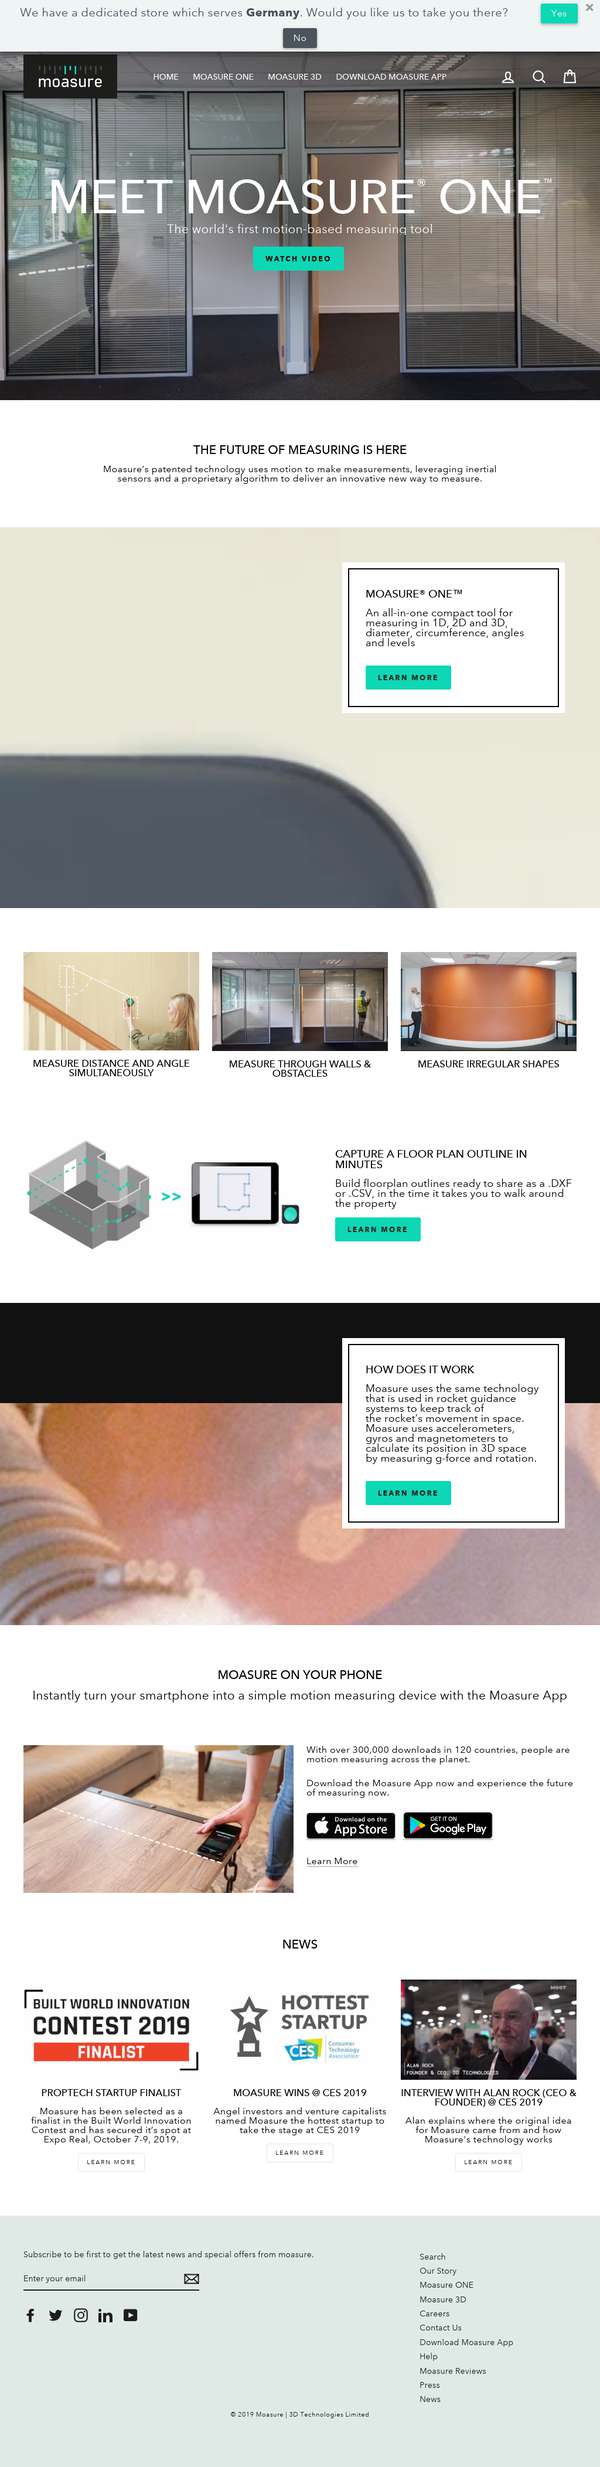 We have a dedicated store which serves Germany. Would you like us to take you there?
Yes
No
moasure
HOME
MOASURE ONE
MOASURE 3D
DOWNLOAD MOASURE APP
MEET MOASURE® ONE™
The world's first motion-based measuring tool
WATCH VIDEO
THE FUTURE OF MEASURING IS HERE
Moasure's patented technology uses motion to make measurements, leveraging inertial
sensors and a proprietary algorithm to deliver an innovative new way to measure.
MOASURE® ONE™
An all-in-one compact tool for
measuring in 1D, 2D and 3D,
diameter, circumference, angles
and levels
LEARN MORE
MEASURE DISTANCE AND ANGLE
SIMULTANEOUSLY
MEASURE THROUGH WALLS &
OBSTACLES
MEASURE IRREGULAR SHAPES
>>
CAPTURE A FLOOR PLAN OUTLINE IN
MINUTES
Build floorplan outlines ready to share as a .DXF
or .CSV, in the time it takes you to walk around
the property
LEARN MORE
HOW DOES IT WORK
Moasure uses the same technology
that is used in rocket guidance
systems to keep track of
the rocket's movement in space.
Moasure uses accelerometers,
gyros and magnetometers to
calculate its position in 3D space
by measuring g-force and rotation.
LEARN MORE
MOASURE ON YOUR PHONE
Instantly turn your smartphone into a simple motion measuring device with the Moasure App
With over 300,000 downloads in 120 countries, people are
motion measuring across the planet.
Download the Moasure App now and experience the future
of measuring now.
Download on the
App Store
GET IT ON
Google Play
Learn More
NEWS
BUILT WORLD INNOVATION
CONTEST 2019
FINALIST
PROPTECH STARTUP FINALIST
Moasure has been selected as a
finalist in the Built World Innovation
Contest and has secured it's spot at
Expo Real, October 7-9, 2019.
LEARN MORE
HOTTEST
STARTUP
CES
Consumer
Technology
Association
MOASURE WINS @ CES 2019
Angel investors and venture capitalists
named Moasure the hottest startup to
take the stage at CES 2019
LEARN MORE
ALAN ROCK
FOUNDER & CEO, 3D TECHNOLOGIES
INTERVIEW WITH ALAN ROCK (CEO &
FOUNDER) @ CES 2019
Alan explains where the original idea
for Moasure came from and how
Moasure's technology works
LEARN MORE
Subscribe to be first to get the latest news and special offers from moasure.
Enter your email
Search
Our Story
Moasure ONE
Moasure 3D
Careers
Contact Us
Download Moasure App
Help
Moasure Reviews
Press
News
© 2019 Moasure | 3D Technologies Limited